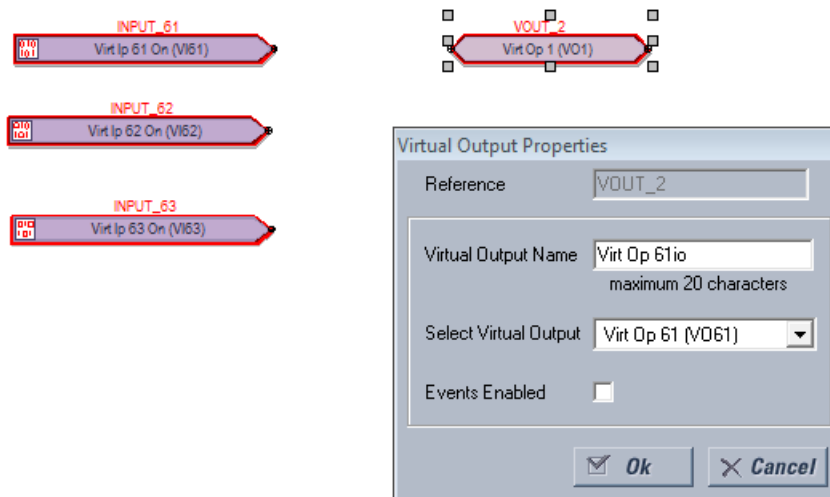 INPUT_61
Virt Ip 61 On (VI61)
VOUT_2
Virt Op 1 (VO1)
INPUT_62
Virt Ip 62 On (VI62)
INPUT_63
Virt Ip 63 On (VI63)
Virtual Output Properties
Reference VOUT_2
Virtual Output Name Virt Op 61io
maximum 20 characters
Select Virtual Output Virt Op 61 (VO61)
Events Enabled
Ok Cancel